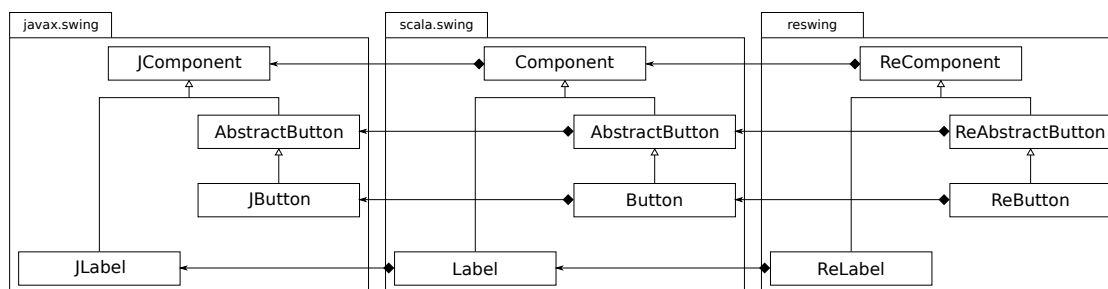 javax.swing
scala.swing
reswing
JComponent
Component
ReComponent
AbstractButton
AbstractButton
ReAbstractButton
JButton
Button
ReButton
JLabel
Label
ReLabel